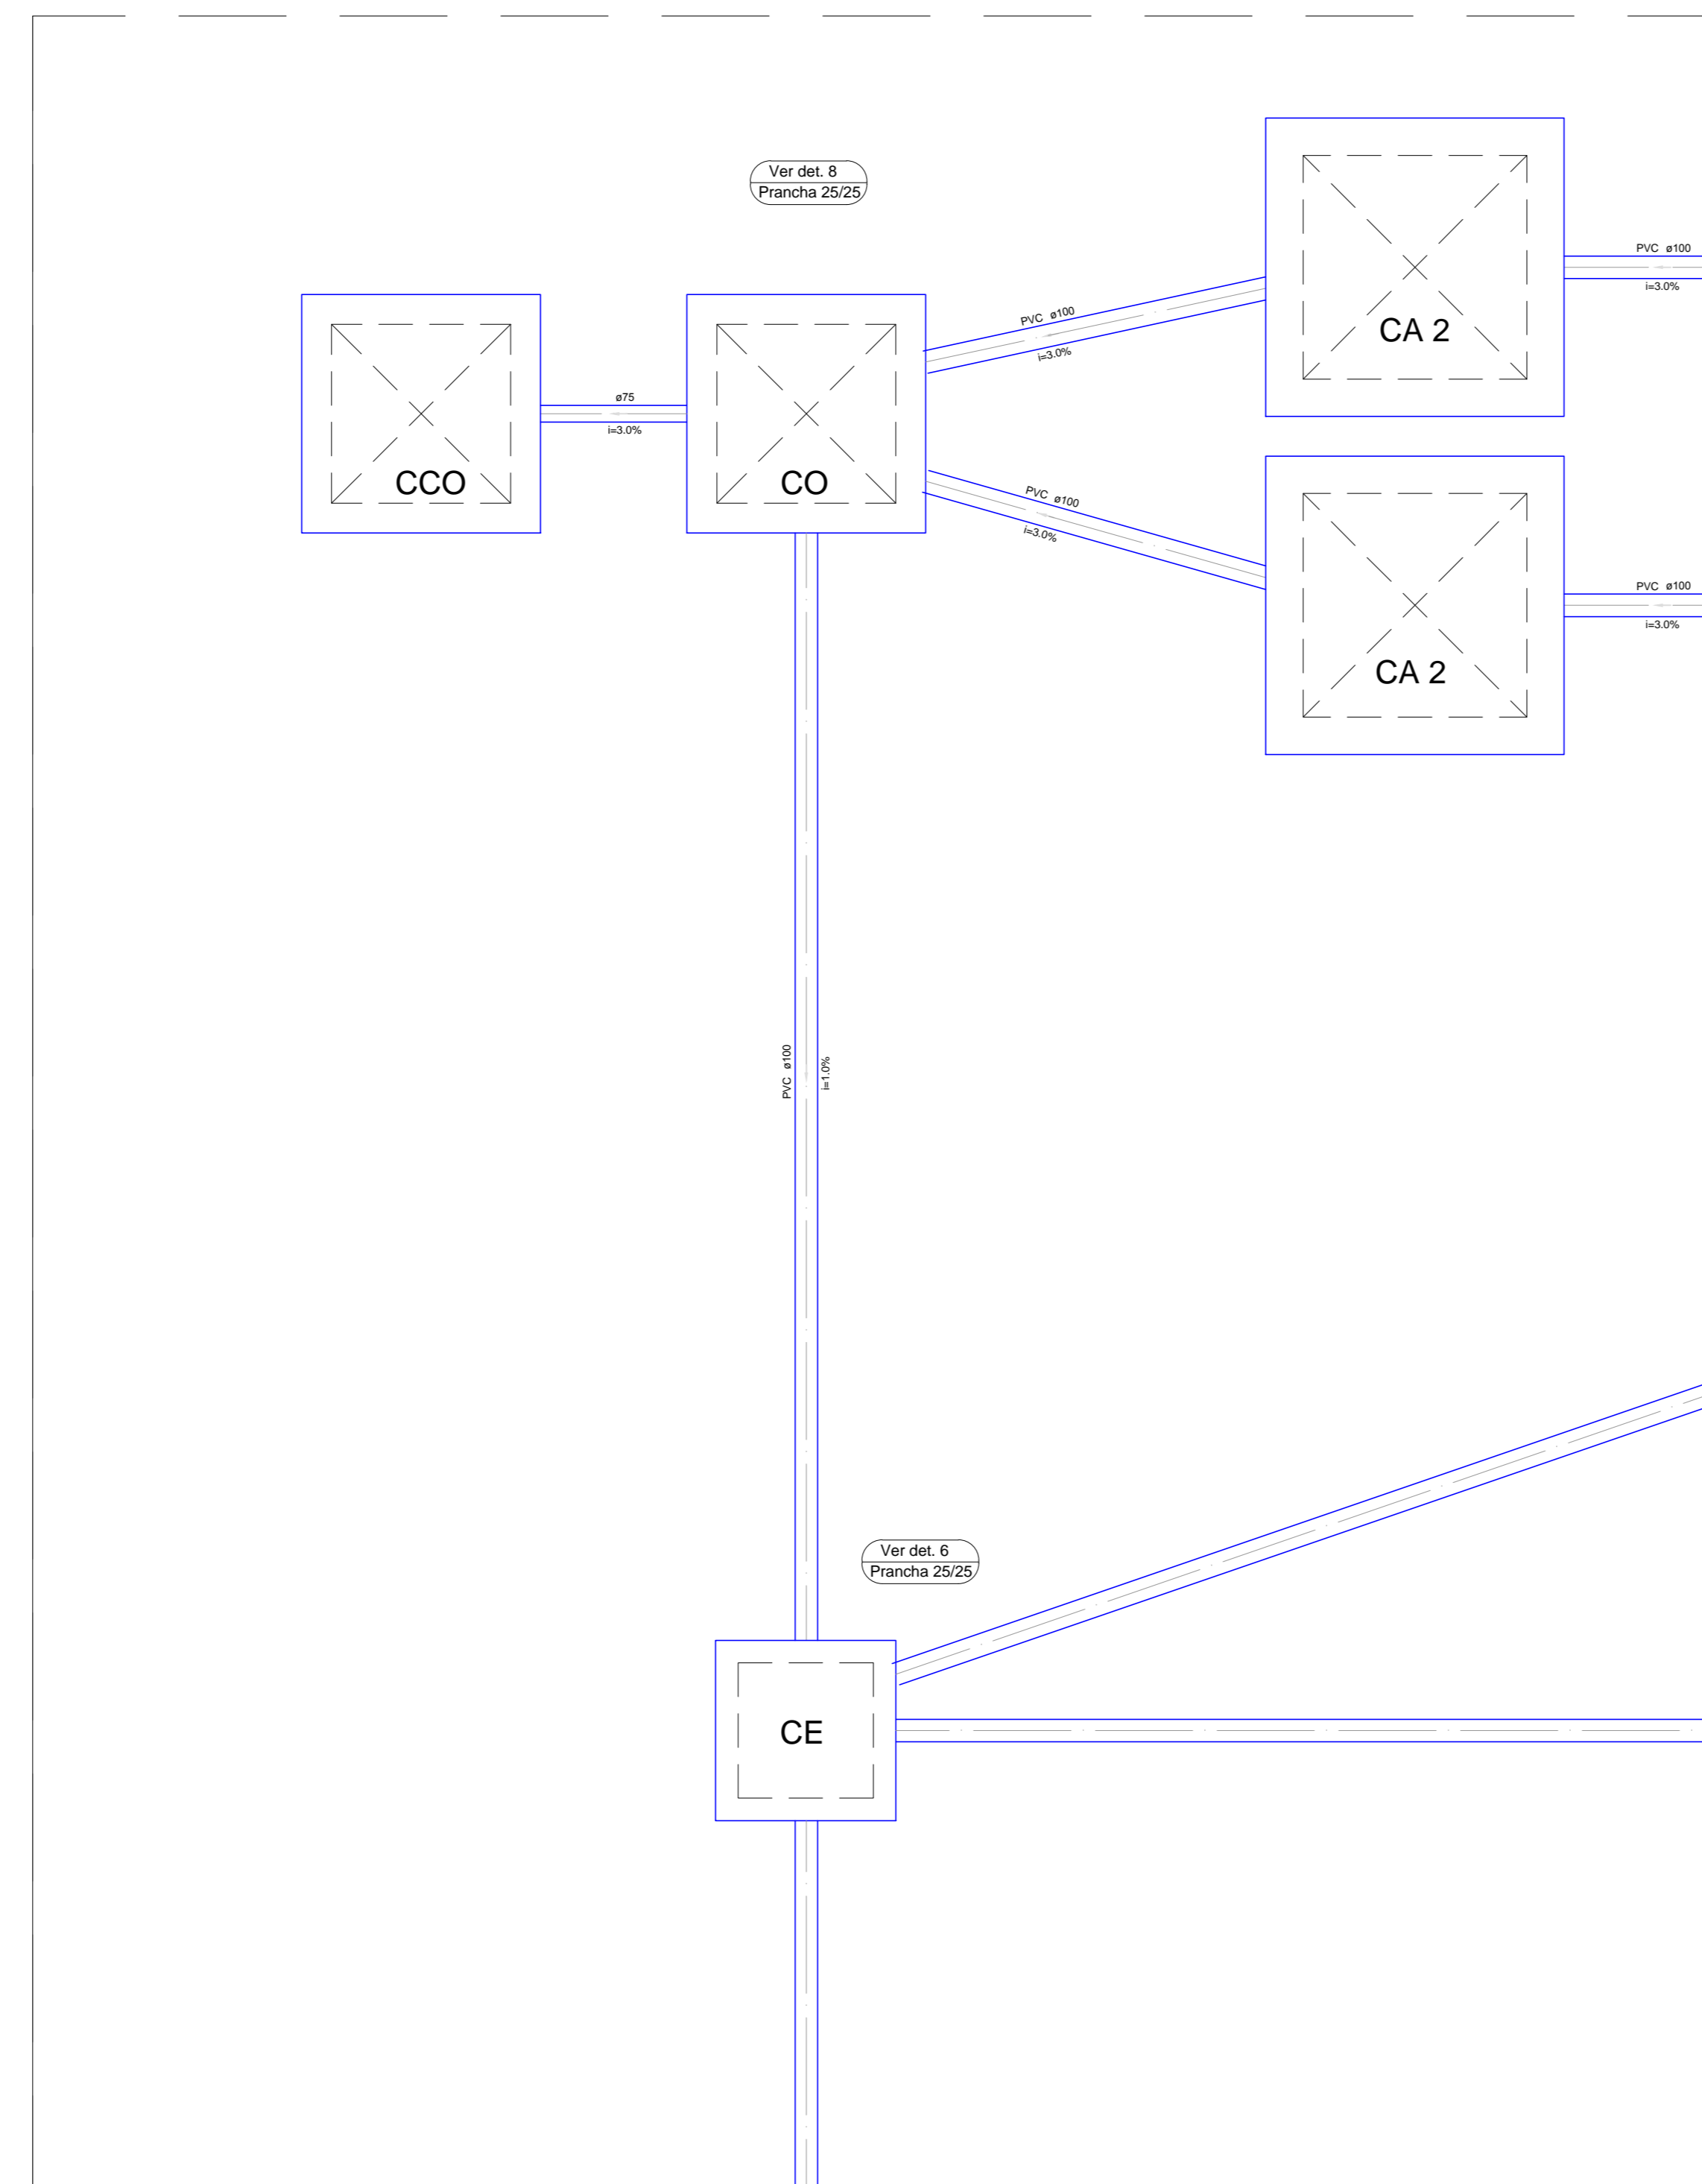 Ver det. 8
Prancha 25/25
PVC ø100
i=3.0%
CA 2
PVC ø100
i=3.0%
ø75
i=3.0%
CCO
CO
PVC ø100
i=3.0%
CA 2
PVC ø100
i=3.0%
PVC ø100
i=1.0%
Ver det. 6
Prancha 25/25
CE